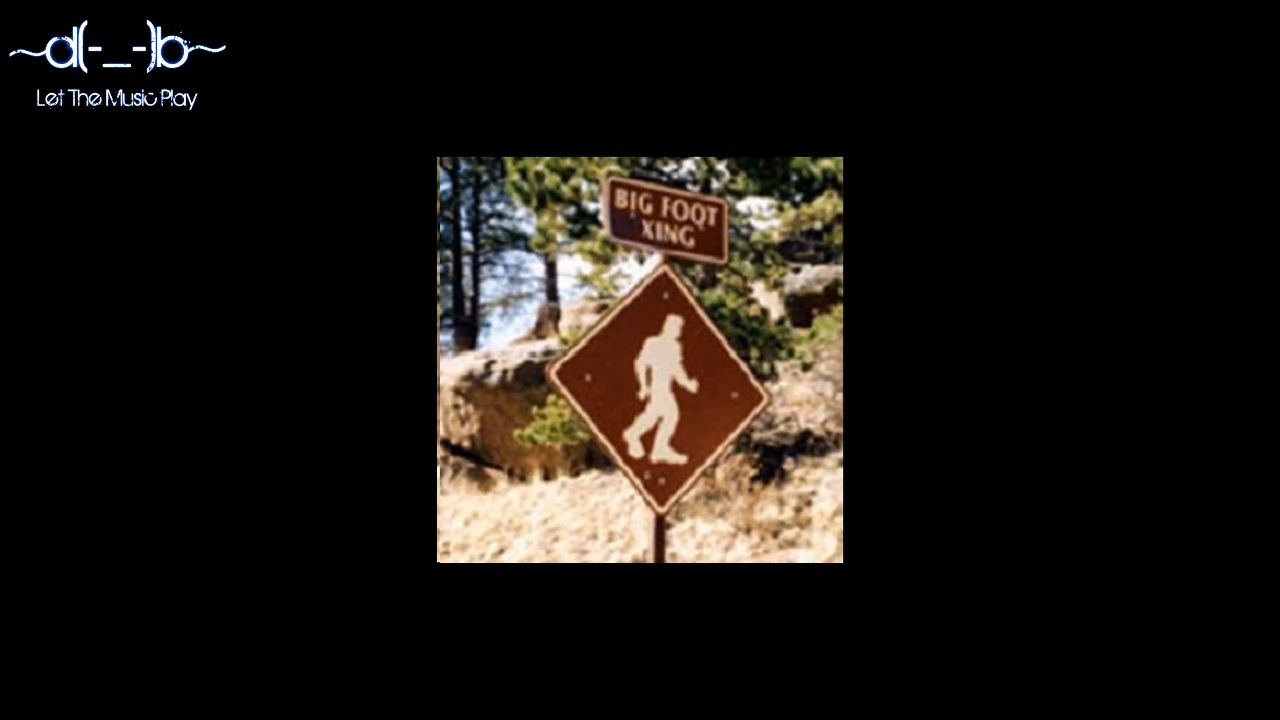 d(-_-)b
Let The Music Play
BIG FOOT
XING